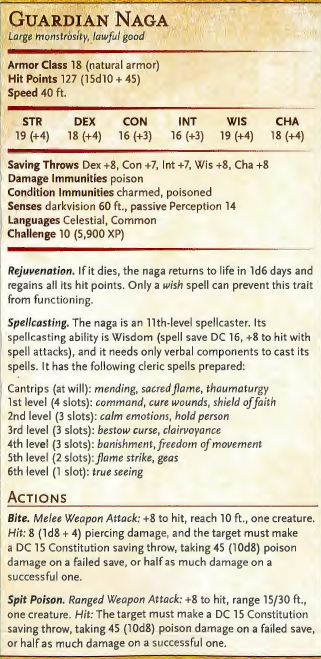 GUARDIAN NAGA
Large monstrosity, lawful good
Armor Class 18 (natural armor)
Hit Points 127 (15d10 + 45)
Speed 40 ft.
STR DEX CON INT WIS CHA
19 (+4) 18 (+4) 16 (+3) 16 (+3) 19 (+4) 18 (+4)
Saving Throws Dex +8, Con +7, Int +7, Wis +8, Cha +8
Damage Immunities poison
Condition Immunities charmed, poisoned
Senses darkvision 60 ft., passive Perception 14
Languages Celestial, Common
Challenge 10 (5,900 XP)
Rejuvenation. If it dies, the naga returns to life in 1d6 days and
regains all its hit points. Only a wish spell can prevent this trait
from functioning.
Spellcasting. The naga is an 11th-level spellcaster. Its
spellcasting ability is Wisdom (spell save DC 16, +8 to hit with
spell attacks), and it needs only verbal components to cast its
spells. It has the following cleric spells prepared:
Cantrips (at will): mending, sacred flame, thaumaturgy
1st level (4 slots): command, cure wounds, shield of faith
2nd level (3 slots): calm emotions, hold person
3rd level (3 slots): bestow curse, clairvoyance
4th level (3 slots): banishment, freedom of movement
5th level (2 slots): flame strike, geas
6th level (1 slot): true seeing
ACTIONS
Bite. Melee Weapon Attack: +8 to hit, reach 10 ft., one creature.
Hit: 8 (1d8 + 4) piercing damage, and the target must make
a DC 15 Constitution saving throw, taking 45 (10d8) poison
damage on a failed save, or half as much damage on a
successful one.
Spit Poison. Ranged Weapon Attack: +8 to hit, range 15/30 ft.,
one creature. Hit: The target must make a DC 15 Constitution
saving throw, taking 45 (10d8) poison damage on a failed save,
or half as much damage on a successful one.